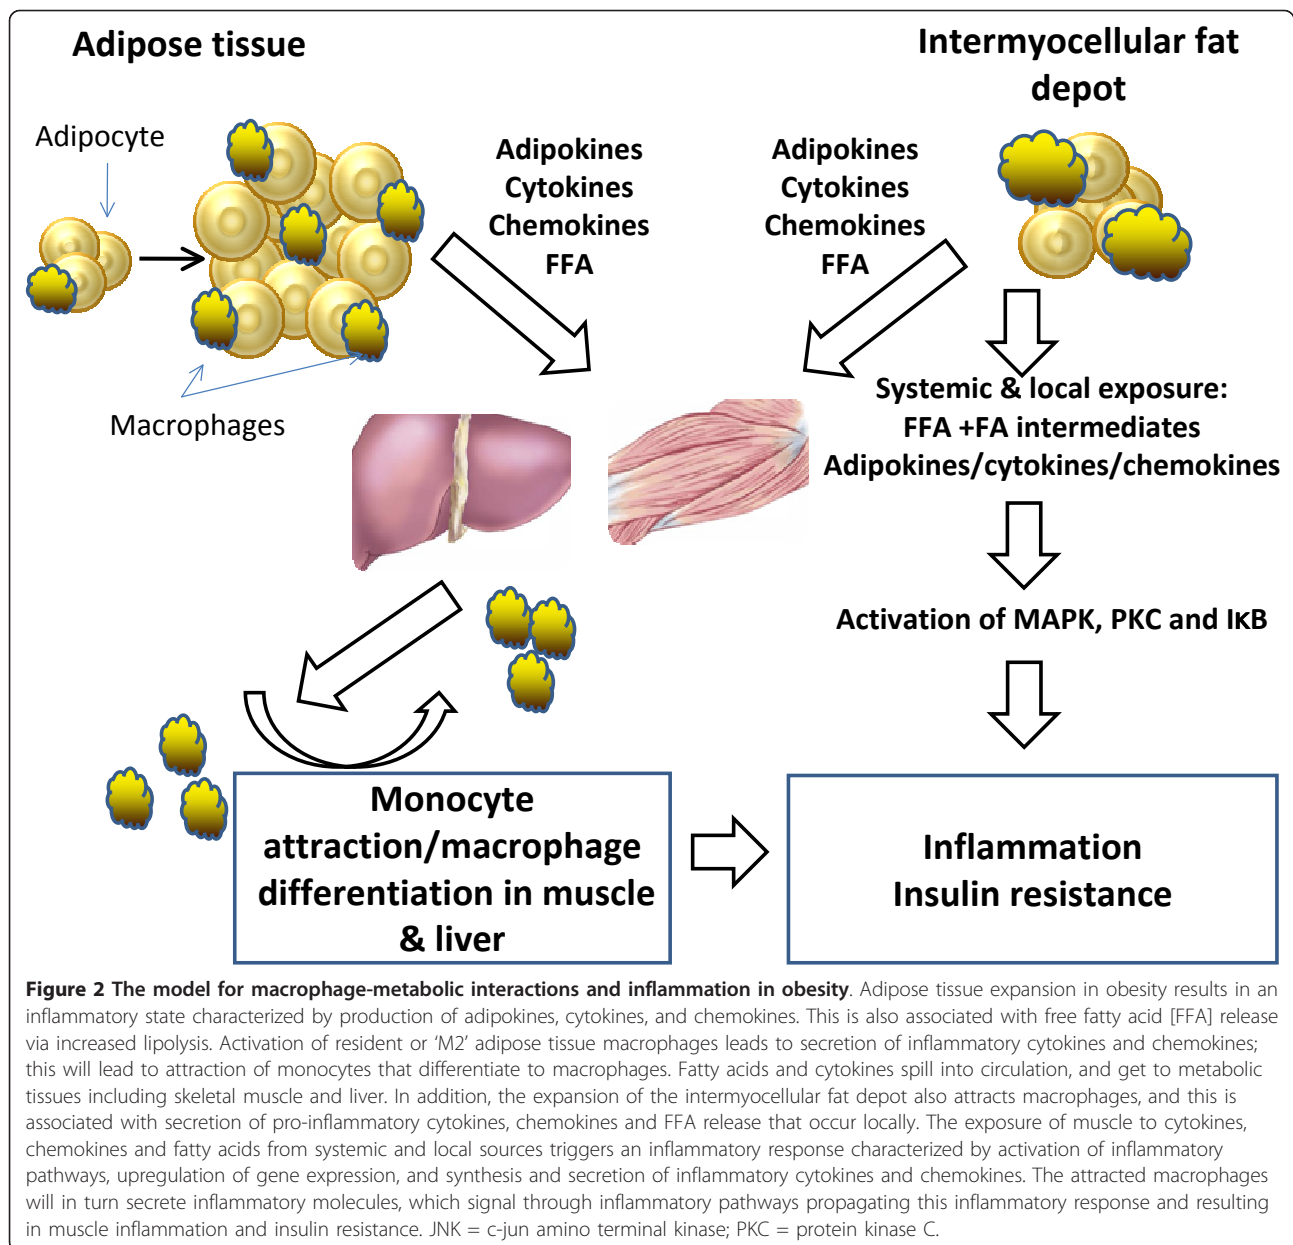 Adipose tissue
Intermyocellular fat
depot
Adipocyte
Macrophages
Adipokines
Cytokines
Chemokines
FFA
Adipokines
Cytokines
Chemokines
FFA
Systemic & local exposure:
FFA +FA intermediates
Adipokines/cytokines/chemokines
Activation of MAPK, PKC and IκB
Monocyte
attraction/macrophage
differentiation in muscle
& liver
Inflammation
Insulin resistance
Figure 2 The model for macrophage-metabolic interactions and inflammation in obesity. Adipose tissue expansion in obesity results in an
inflammatory state characterized by production of adipokines, cytokines, and chemokines. This is also associated with free fatty acid [FFA] release
via increased lipolysis. Activation of resident or ‘M2’ adipose tissue macrophages leads to secretion of inflammatory cytokines and chemokines;
this will lead to attraction of monocytes that differentiate to macrophages. Fatty acids and cytokines spill into circulation, and get to metabolic
tissues including skeletal muscle and liver. In addition, the expansion of the intermyocellular fat depot also attracts macrophages, and this is
associated with secretion of pro-inflammatory cytokines, chemokines and FFA release that occur locally. The exposure of muscle to cytokines,
chemokines and fatty acids from systemic and local sources triggers an inflammatory response characterized by activation of inflammatory
pathways, upregulation of gene expression, and synthesis and secretion of inflammatory cytokines and chemokines. The attracted macrophages
will in turn secrete inflammatory molecules, which signal through inflammatory pathways propagating this inflammatory response and resulting
in muscle inflammation and insulin resistance. JNK = c-jun amino terminal kinase; PKC = protein kinase C.